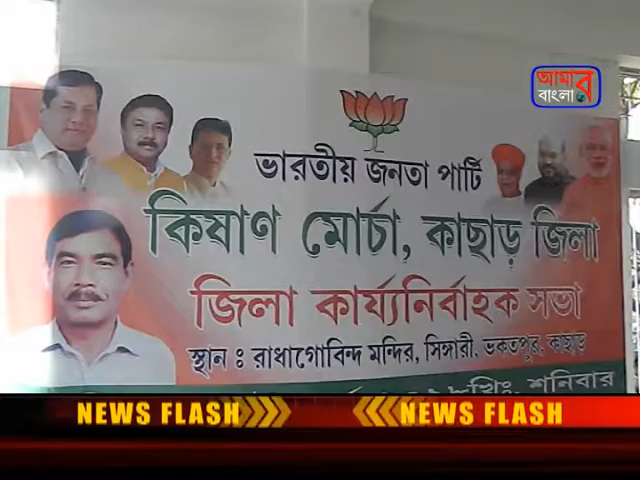 আমার
বাংলা
ভারতীয় জনতা পার্টি
কিষাণ মোর্চা, কাছাড় জিলা
জিলা কার্য্যনির্বাহক সভা
স্থান : রাধাগোবিন্দ মন্দির, সিঙ্গারী, ভকতপুর, কাছাড়
শনিবার
NEWS FLASH NEWS FLASH